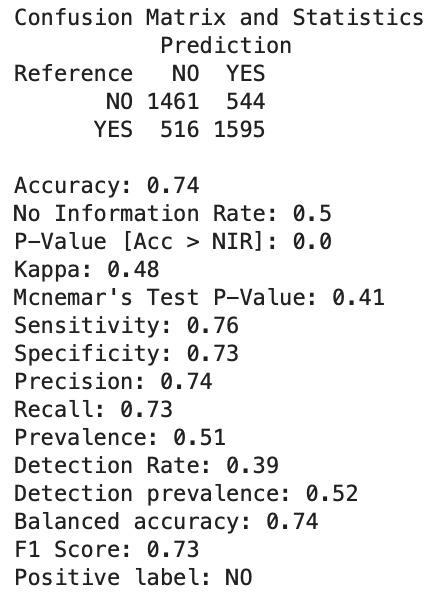 Confusion Matrix and Statistics
Prediction
Reference NO YES
NO 1461 544
YES 516 1595
Accuracy: 0.74
No Information Rate: 0.5
P-Value [Acc > NIR]: 0.0
Kappa: 0.48
Mcnemar's Test P-Value: 0.41
Sensitivity: 0.76
Specificity: 0.73
Precision: 0.74
Recall: 0.73
Prevalence: 0.51
Detection Rate: 0.39
Detection prevalence: 0.52
Balanced accuracy: 0.74
F1 Score: 0.73
Positive label: NO